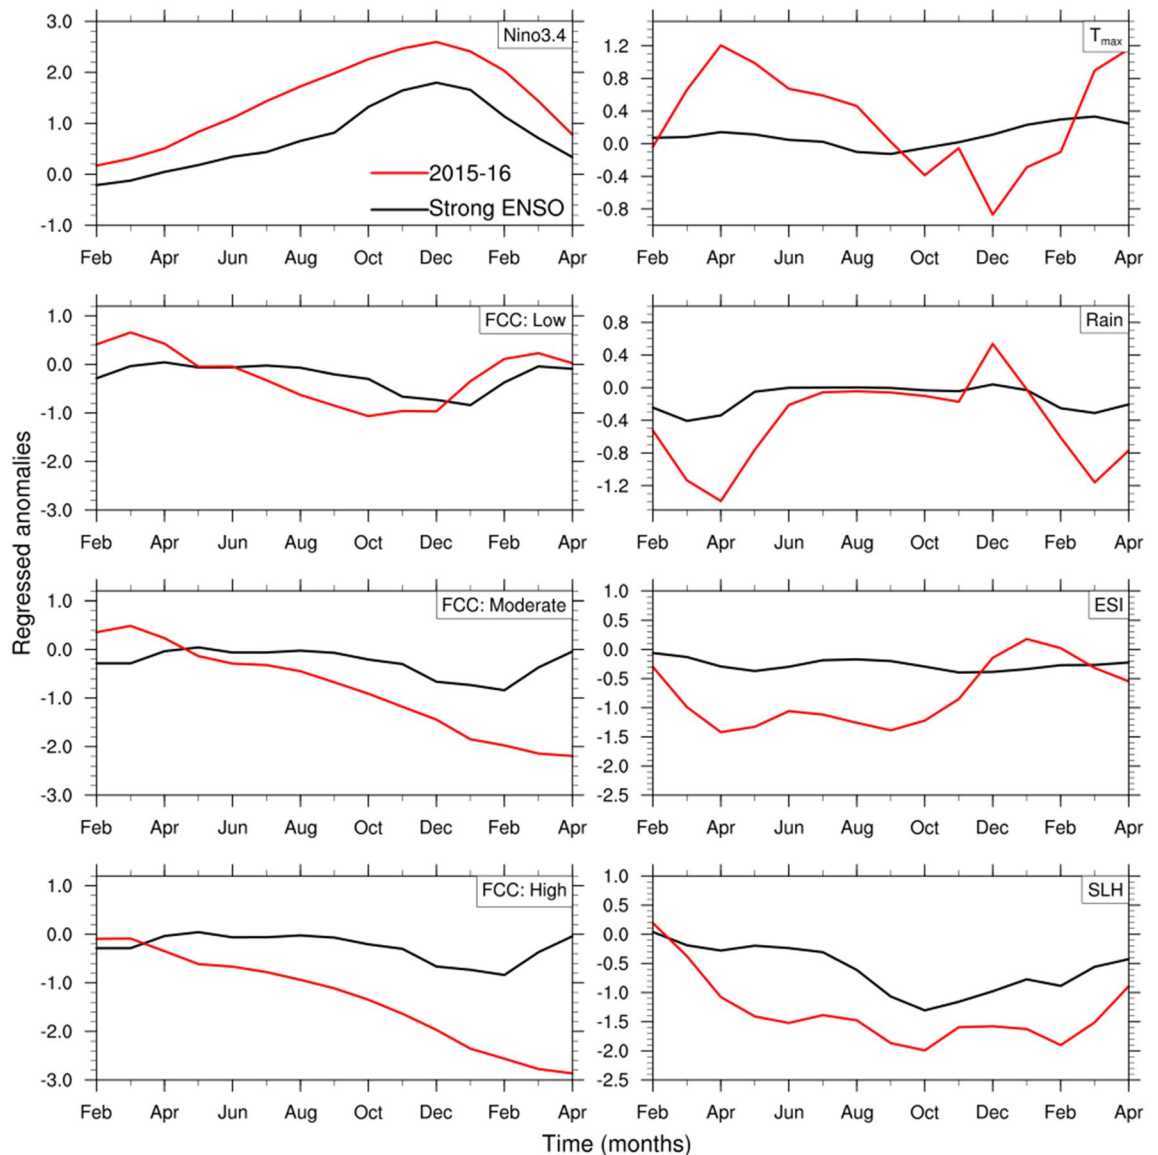 Regressed anomalies
3.0
2.0
1.0
0.0
-1.0
Nino3.4
2015-16
Strong ENSO
Feb Apr Jun Aug Oct Dec Feb Apr
1.2
0.8
0.4
0.0
-0.4
-0.8
Tmax
Feb Apr Jun Aug Oct Dec Feb Apr
1.0
0.0
-1.0
-2.0
-3.0
FCC: Low
Feb Apr Jun Aug Oct Dec Feb Apr
0.8
0.4
0.0
-0.4
-0.8
-1.2
Rain
Feb Apr Jun Aug Oct Dec Feb Apr
1.0
0.0
-1.0
-2.0
-3.0
FCC: Moderate
Feb Apr Jun Aug Oct Dec Feb Apr
1.0
0.5
0.0
-0.5
-1.0
-1.5
-2.0
-2.5
ESI
Feb Apr Jun Aug Oct Dec Feb Apr
1.0
0.0
-1.0
-2.0
-3.0
FCC: High
Feb Apr Jun Aug Oct Dec Feb Apr
1.0
0.5
0.0
-0.5
-1.0
-1.5
-2.0
-2.5
SLH
Feb Apr Jun Aug Oct Dec Feb Apr
Time (months)